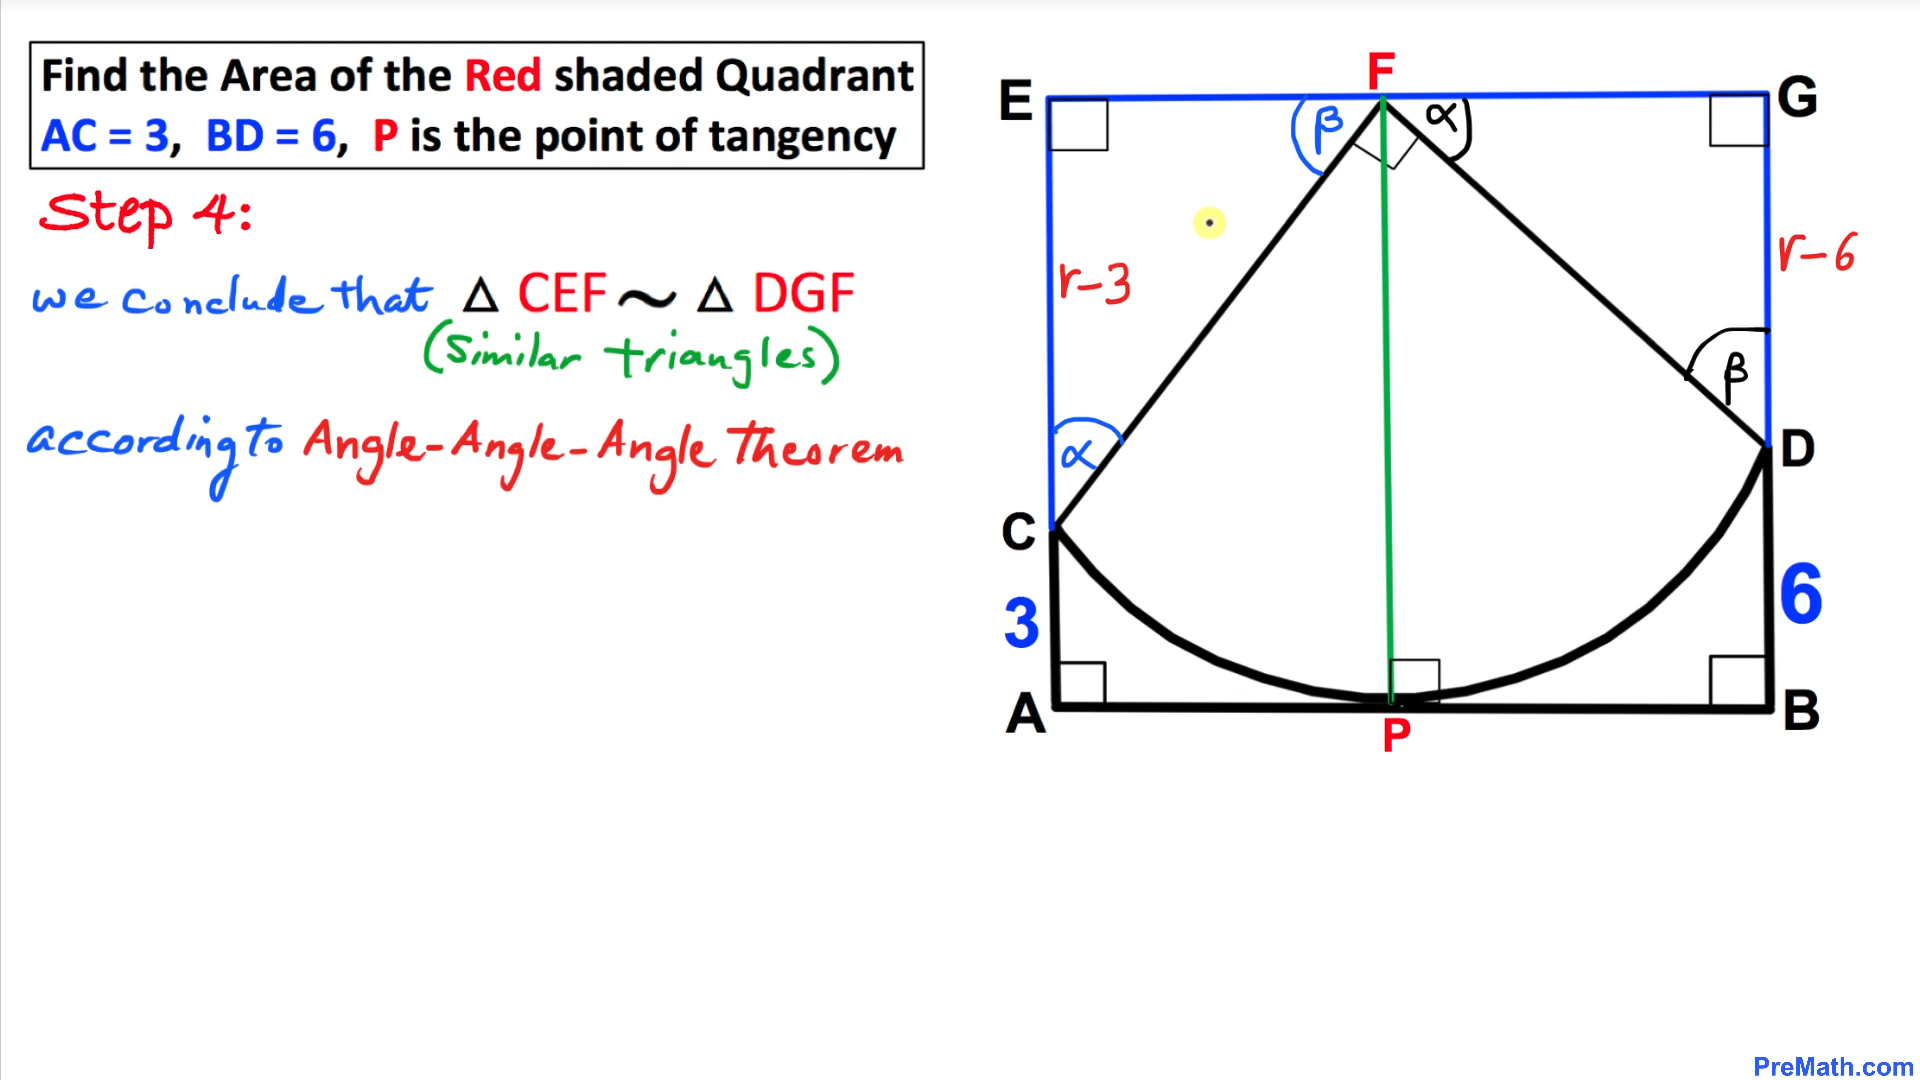 Find the Area of the Red shaded Quadrant
AC = 3, BD = 6, P is the point of tangency
Step 4:
we conclude that △ CEF ~ △ DGF
(Similar triangles)
according to Angle-Angle-Angle Theorem
F
E
G
β
α
r-3
r-6
β
α
D
C
3
6
A
B
P
PreMath.com